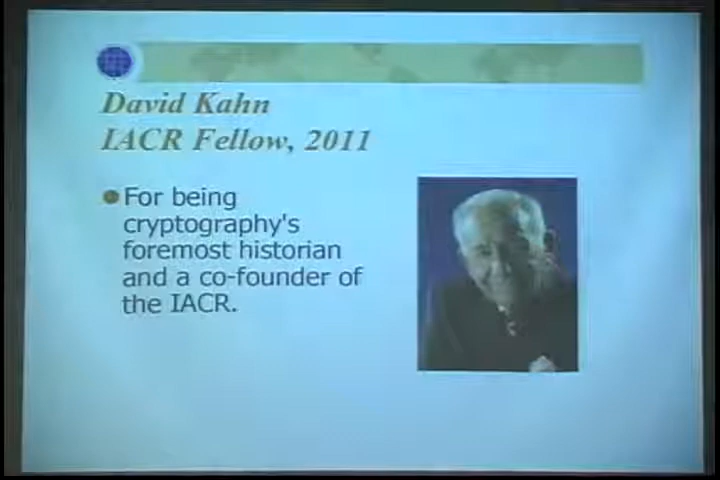 David Kahn
IACR Fellow, 2011
For being
cryptography's
foremost historian
and a co-founder of
the IACR.